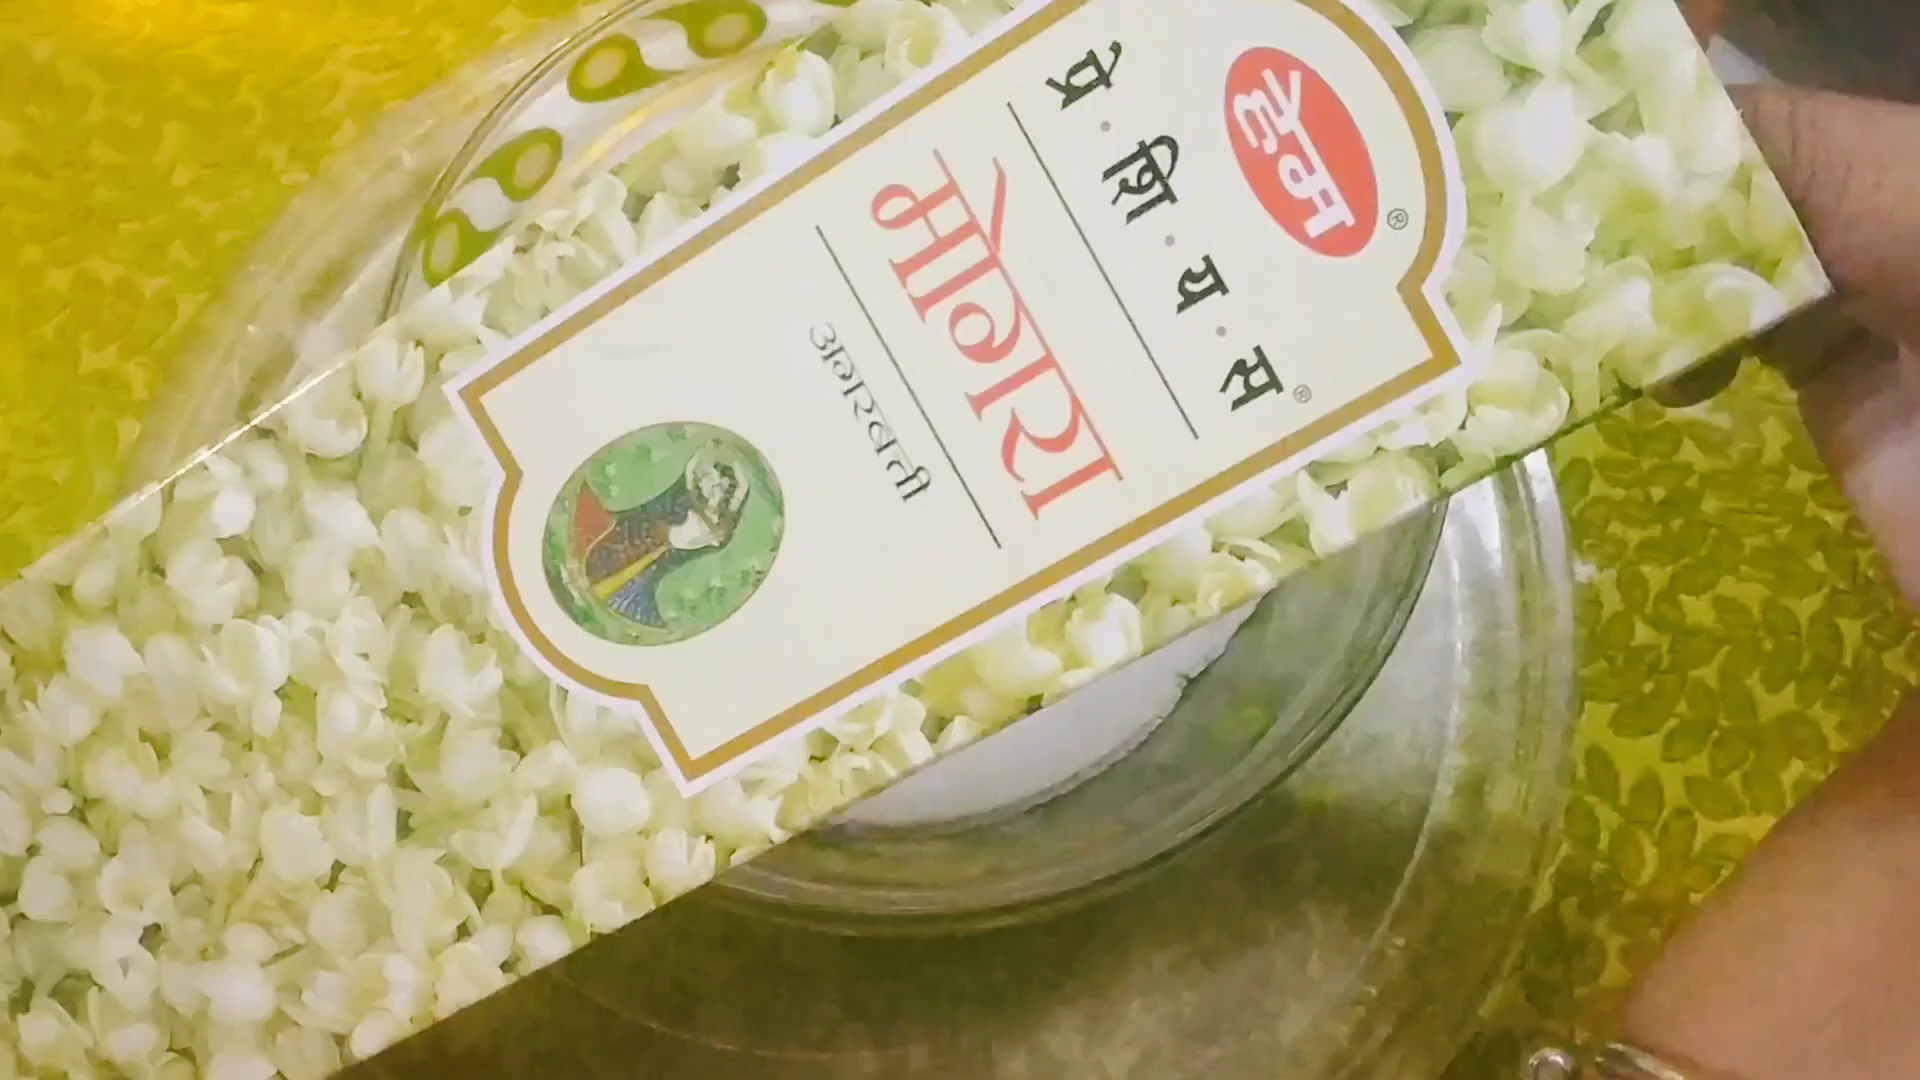 हेम ®
प्रे·शि·य·स ®
मोगरा
अगरबत्ती